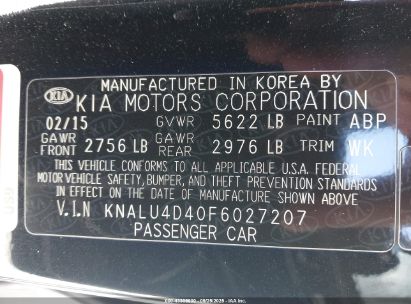 MANUFACTURED IN KOREA BY
KIA KIA MOTORS CORPORATION
02/15 GVWR 5622 LB PAINT ABP
GAWR FRONT 2756 LB GAWR REAR 2976 LB TRIM WK
THIS VEHICLE CONFORMS TO ALL APPLICABLE U.S.A. FEDERAL
MOTOR VEHICLE SAFETY, BUMPER, AND THEFT PREVENTION STANDARDS
IN EFFECT ON THE DATE OF MANUFACTURE SHOWN ABOVE
V.I.N KNALU4D40F6027207
PASSENGER CAR